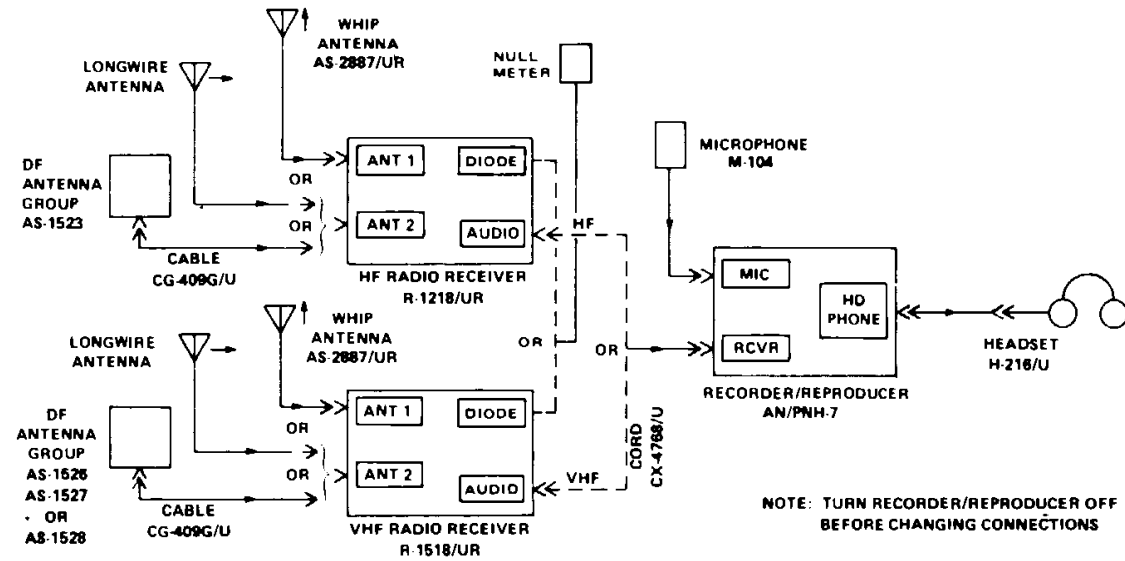 WHIP
ANTENNA
AS-2887/UR
LONGWIRE
ANTENNA
NULL
METER
DF
ANTENNA
GROUP
AS-1523
ANT 1
DIODE
OR
OR
ANT 2
AUDIO
HF
CABLE
CG-409G/U
HF RADIO RECEIVER
R-1218/UR
MICROPHONE
M-104
MIC
HD
PHONE
RCVR
HEADSET
H-216/U
RECORDER/REPRODUCER
AN/PNH-7
OR
OR
CORD
CX-4768/U
WHIP
ANTENNA
AS-2887/UR
LONGWIRE
ANTENNA
DF
ANTENNA
GROUP
AS-1526
AS-1527
OR
AS-1528
ANT 1
DIODE
OR
OR
ANT 2
AUDIO
VHF
CABLE
CG-409G/U
VHF RADIO RECEIVER
R-1518/UR
NOTE: TURN RECORDER/REPRODUCER OFF
BEFORE CHANGING CONNECTIONS